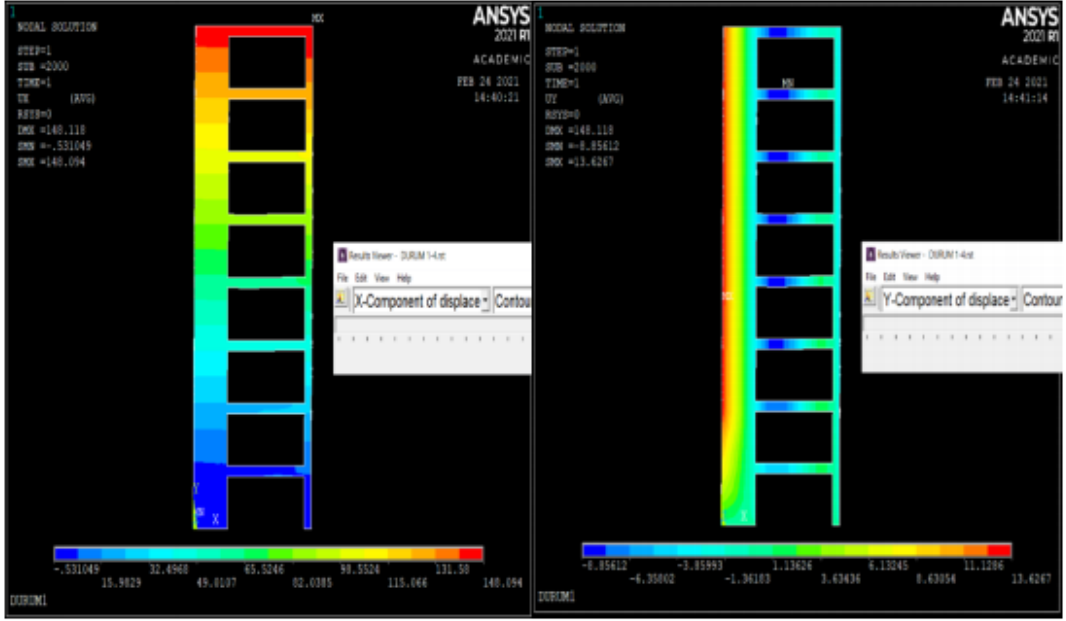 1
NODAL SOLUTION
STEP=1
SUB =2000
TIME=1
UX (AVG)
RSYS=0
DMX =148.118
SMN =-.531049
SMX =148.094
MX
ANSYS
2021 R1
ACADEMIC
FEB 24 2021
14:40:21
Results Viewer - DURUM 1-4.rst
File Edit View Help
X-Component of displace Contou
Y
MN X
-.531049 32.4968 65.5246 98.5524 131.58
15.9829 49.0107 82.0385 115.066 148.094
DURUM1
1
NODAL SOLUTION
STEP=1
SUB =2000
TIME=1
UY (AVG)
RSYS=0
DMX =148.118
SMN =-8.85612
SMX =13.6267
MN
ANSYS
2021 R1
ACADEMIC
FEB 24 2021
14:41:14
Results Viewer - DURUM 1-4.rst
File Edit View Help
Y-Component of displace Contour
MX
X
-8.85612 -3.85993 1.13626 6.13245 11.1286
-6.35802 -1.36183 3.63436 8.63054 13.6267
DURUM1